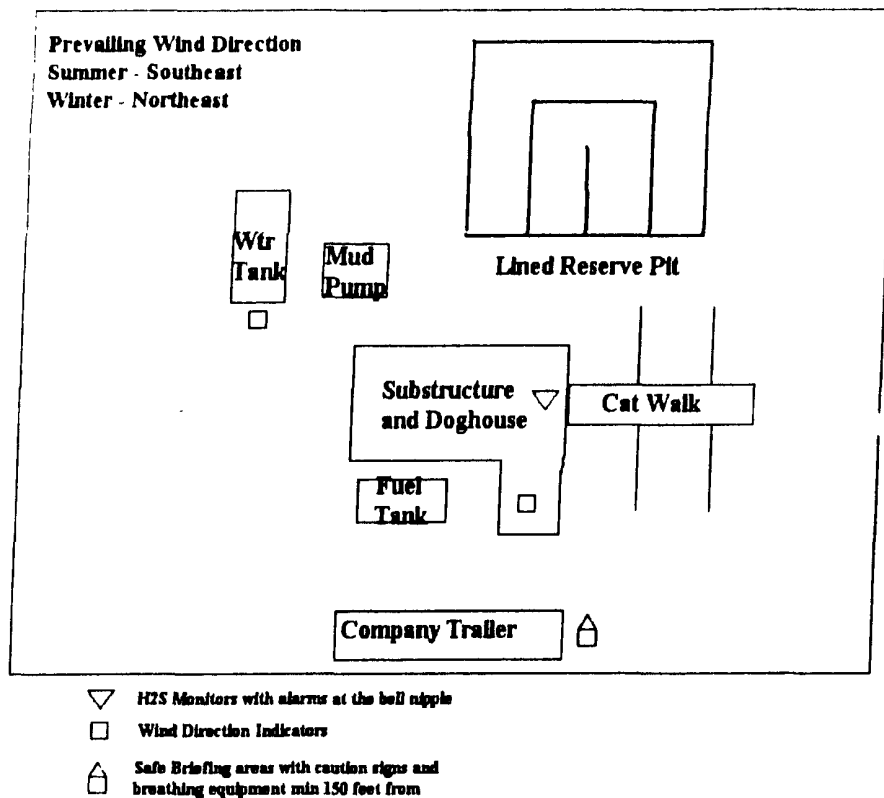 Prevailing Wind Direction
Summer - Southeast
Winter - Northeast
Wtr
Tank
Mud
Pump
Lined Reserve Pit
Substructure
and Doghouse
Cat Walk
Fuel
Tank
Company Trailer
H2S Monitors with alarms at the bell nipple
Wind Direction Indicators
Safe Briefing areas with caution signs and
breathing equipment min 150 feet from